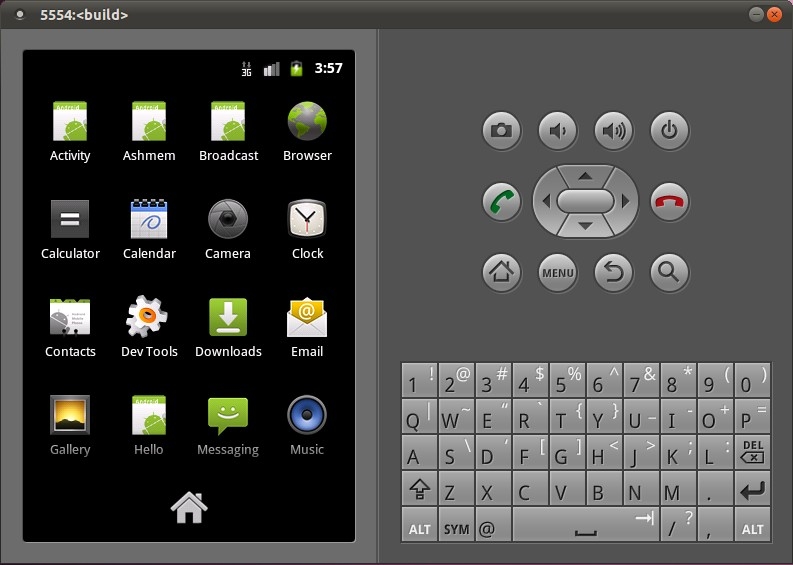 5554:<build>
3G 3:57
Activity Ashmem Broadcast Browser
Calculator Calendar Camera Clock
Contacts Dev Tools Downloads Email
Gallery Hello Messaging Music
MENU
1 ! 2 @ 3 # 4 $ 5 % 6 ^ 7 & 8 * 9 ( 0 )
Q | W ~ E “ R ` T { Y } U _ I - O + P =
A S \ D ' F [ G ] H < J > K ; L : DEL
Z X C V B N M .
ALT SYM @ / ? , ALT